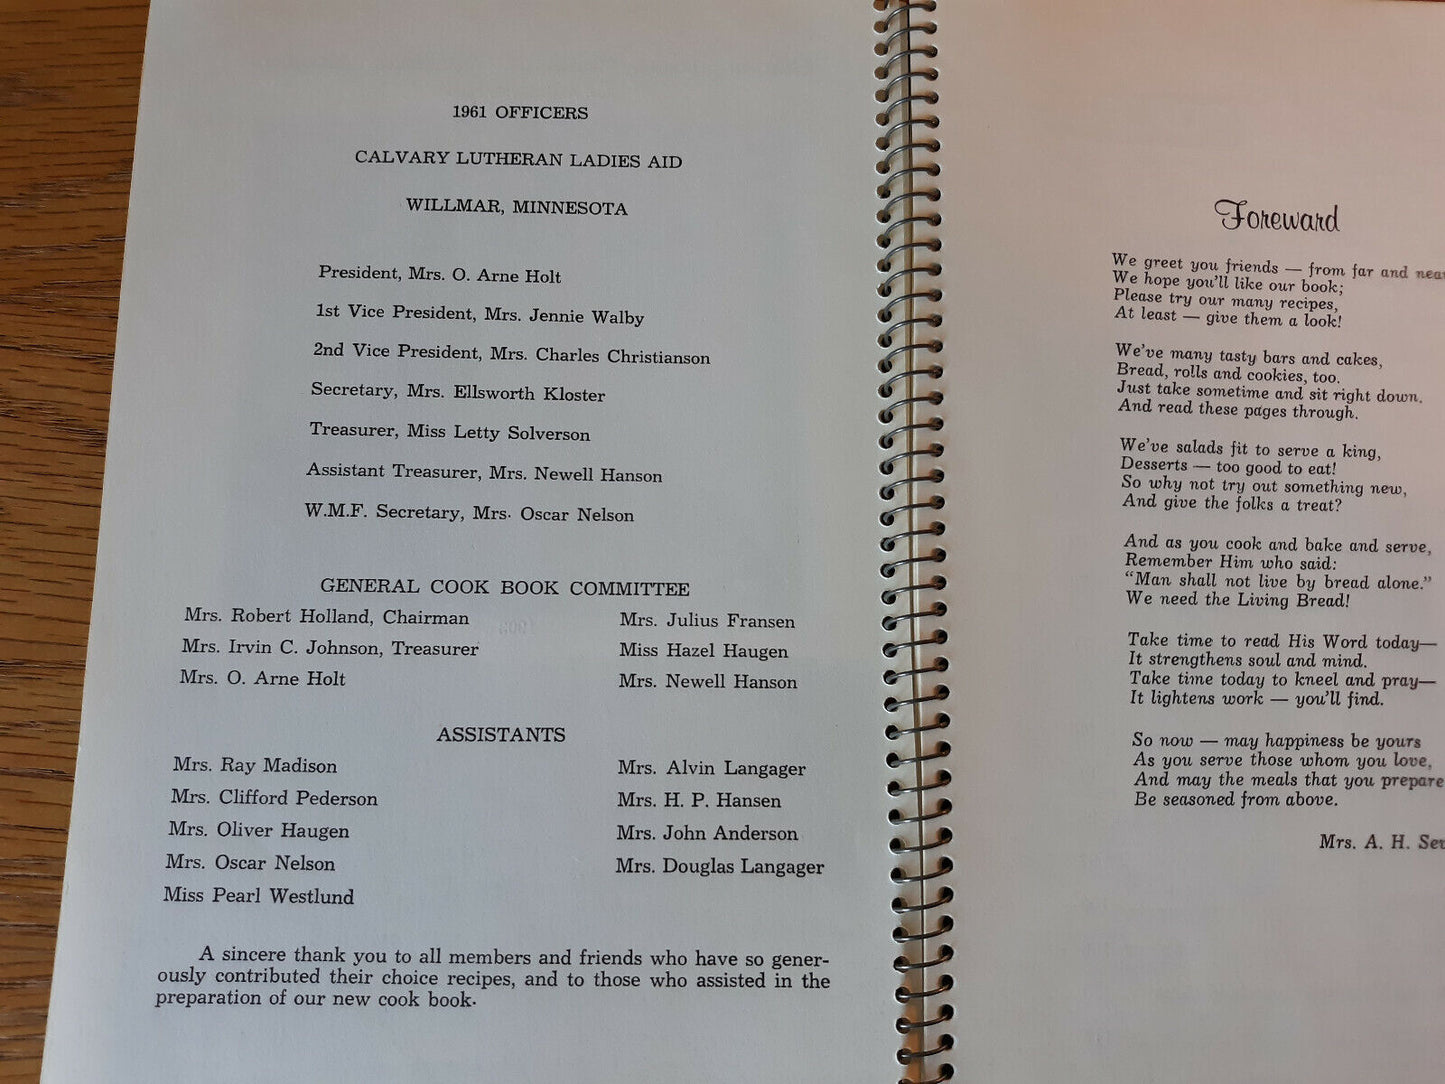 1961 OFFICERS
CALVARY LUTHERAN LADIES AID
WILLMAR, MINNESOTA
President, Mrs. O. Arne Holt
1st Vice President, Mrs. Jennie Walby
2nd Vice President, Mrs. Charles Christianson
Secretary, Mrs. Ellsworth Kloster
Treasurer, Miss Letty Solverson
Assistant Treasurer, Mrs. Newell Hanson
W.M.F. Secretary, Mrs. Oscar Nelson
GENERAL COOK BOOK COMMITTEE
Mrs. Robert Holland, Chairman
Mrs. Irvin C. Johnson, Treasurer
Mrs. O. Arne Holt
Mrs. Julius Fransen
Miss Hazel Haugen
Mrs. Newell Hanson
ASSISTANTS
Mrs. Ray Madison
Mrs. Clifford Pederson
Mrs. Oliver Haugen
Mrs. Oscar Nelson
Miss Pearl Westlund
Mrs. Alvin Langager
Mrs. H. P. Hansen
Mrs. John Anderson
Mrs. Douglas Langager
A sincere thank you to all members and friends who have so gener-
ously contributed their choice recipes, and to those who assisted in the
preparation of our new cook book.
Foreward
We greet you friends — from far and near
We hope you'll like our book;
Please try our many recipes,
At least — give them a look!
We've many tasty bars and cakes,
Bread, rolls and cookies, too.
Just take sometime and sit right down.
And read these pages through.
We've salads fit to serve a king,
Desserts — too good to eat!
So why not try out something new,
And give the folks a treat?
And as you cook and bake and serve,
Remember Him who said:
"Man shall not live by bread alone."
We need the Living Bread!
Take time to read His Word today—
It strengthens soul and mind.
Take time today to kneel and pray—
It lightens work — you'll find.
So now — may happiness be yours
As you serve those whom you love,
And may the meals that you prepare
Be seasoned from above.
Mrs. A. H.